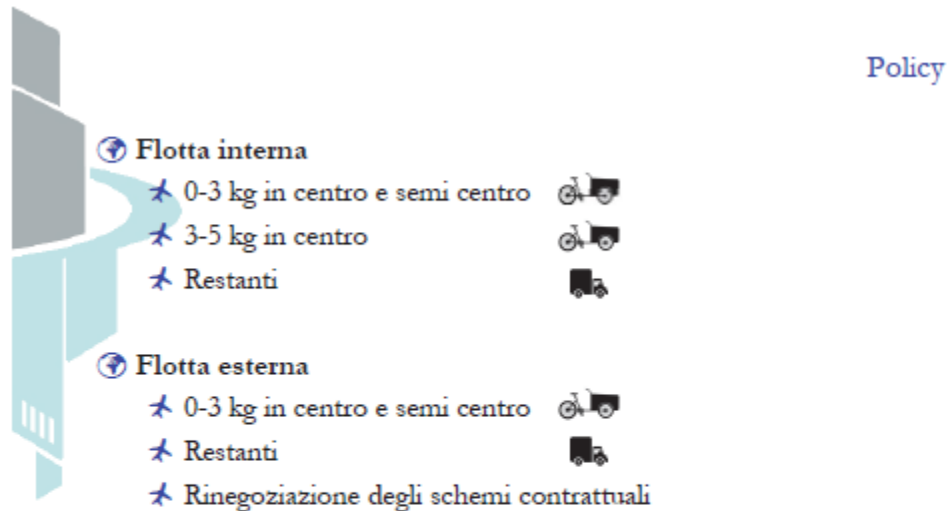 Policy
Flotta interna
0-3 kg in centro e semi centro
3-5 kg in centro
Restanti
Flotta esterna
0-3 kg in centro e semi centro
Restanti
Rinegoziazione degli schemi contrattuali